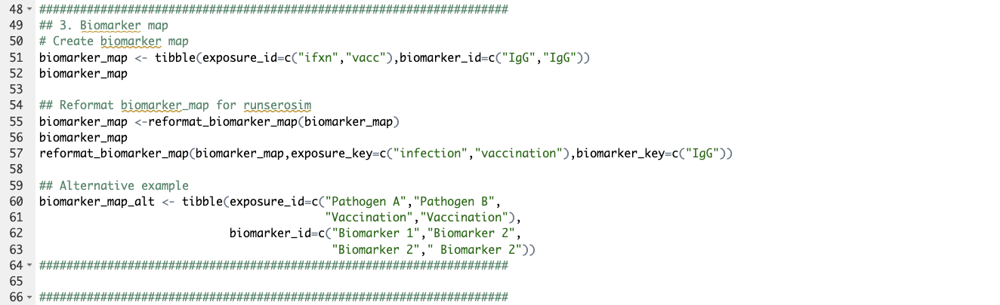 48 #####################################################################
49 ## 3. Biomarker map
50 # Create biomarker map
51 biomarker_map <- tibble(exposure_id=c("ifxn","vacc"),biomarker_id=c("IgG","IgG"))
52 biomarker_map
53
54 ## Reformat biomarker_map for runserosim
55 biomarker_map <-reformat_biomarker_map(biomarker_map)
56 biomarker_map
57 reformat_biomarker_map(biomarker_map,exposure_key=c("infection","vaccination"),biomarker_key=c("IgG"))
58
59 ## Alternative example
60 biomarker_map_alt <- tibble(exposure_id=c("Pathogen A","Pathogen B",
61 "Vaccination","Vaccination"),
62 biomarker_id=c("Biomarker 1","Biomarker 2",
63 "Biomarker 2"," Biomarker 2"))
64 #####################################################################
65
66 #####################################################################